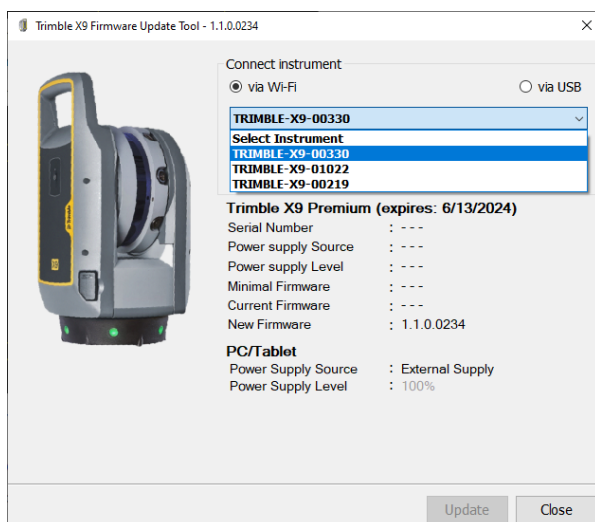 Trimble X9 Firmware Update Tool - 1.1.0.0234
Connect instrument
via Wi-Fi
via USB
TRIMBLE-X9-00330
Select Instrument
TRIMBLE-X9-00330
TRIMBLE-X9-01022
TRIMBLE-X9-00219
Trimble X9 Premium (expires: 6/13/2024)
Serial Number : ---
Power supply Source : ---
Power supply Level : ---
Minimal Firmware : ---
Current Firmware : ---
New Firmware : 1.1.0.0234
PC/Tablet
Power Supply Source : External Supply
Power Supply Level : 100%
Update Close